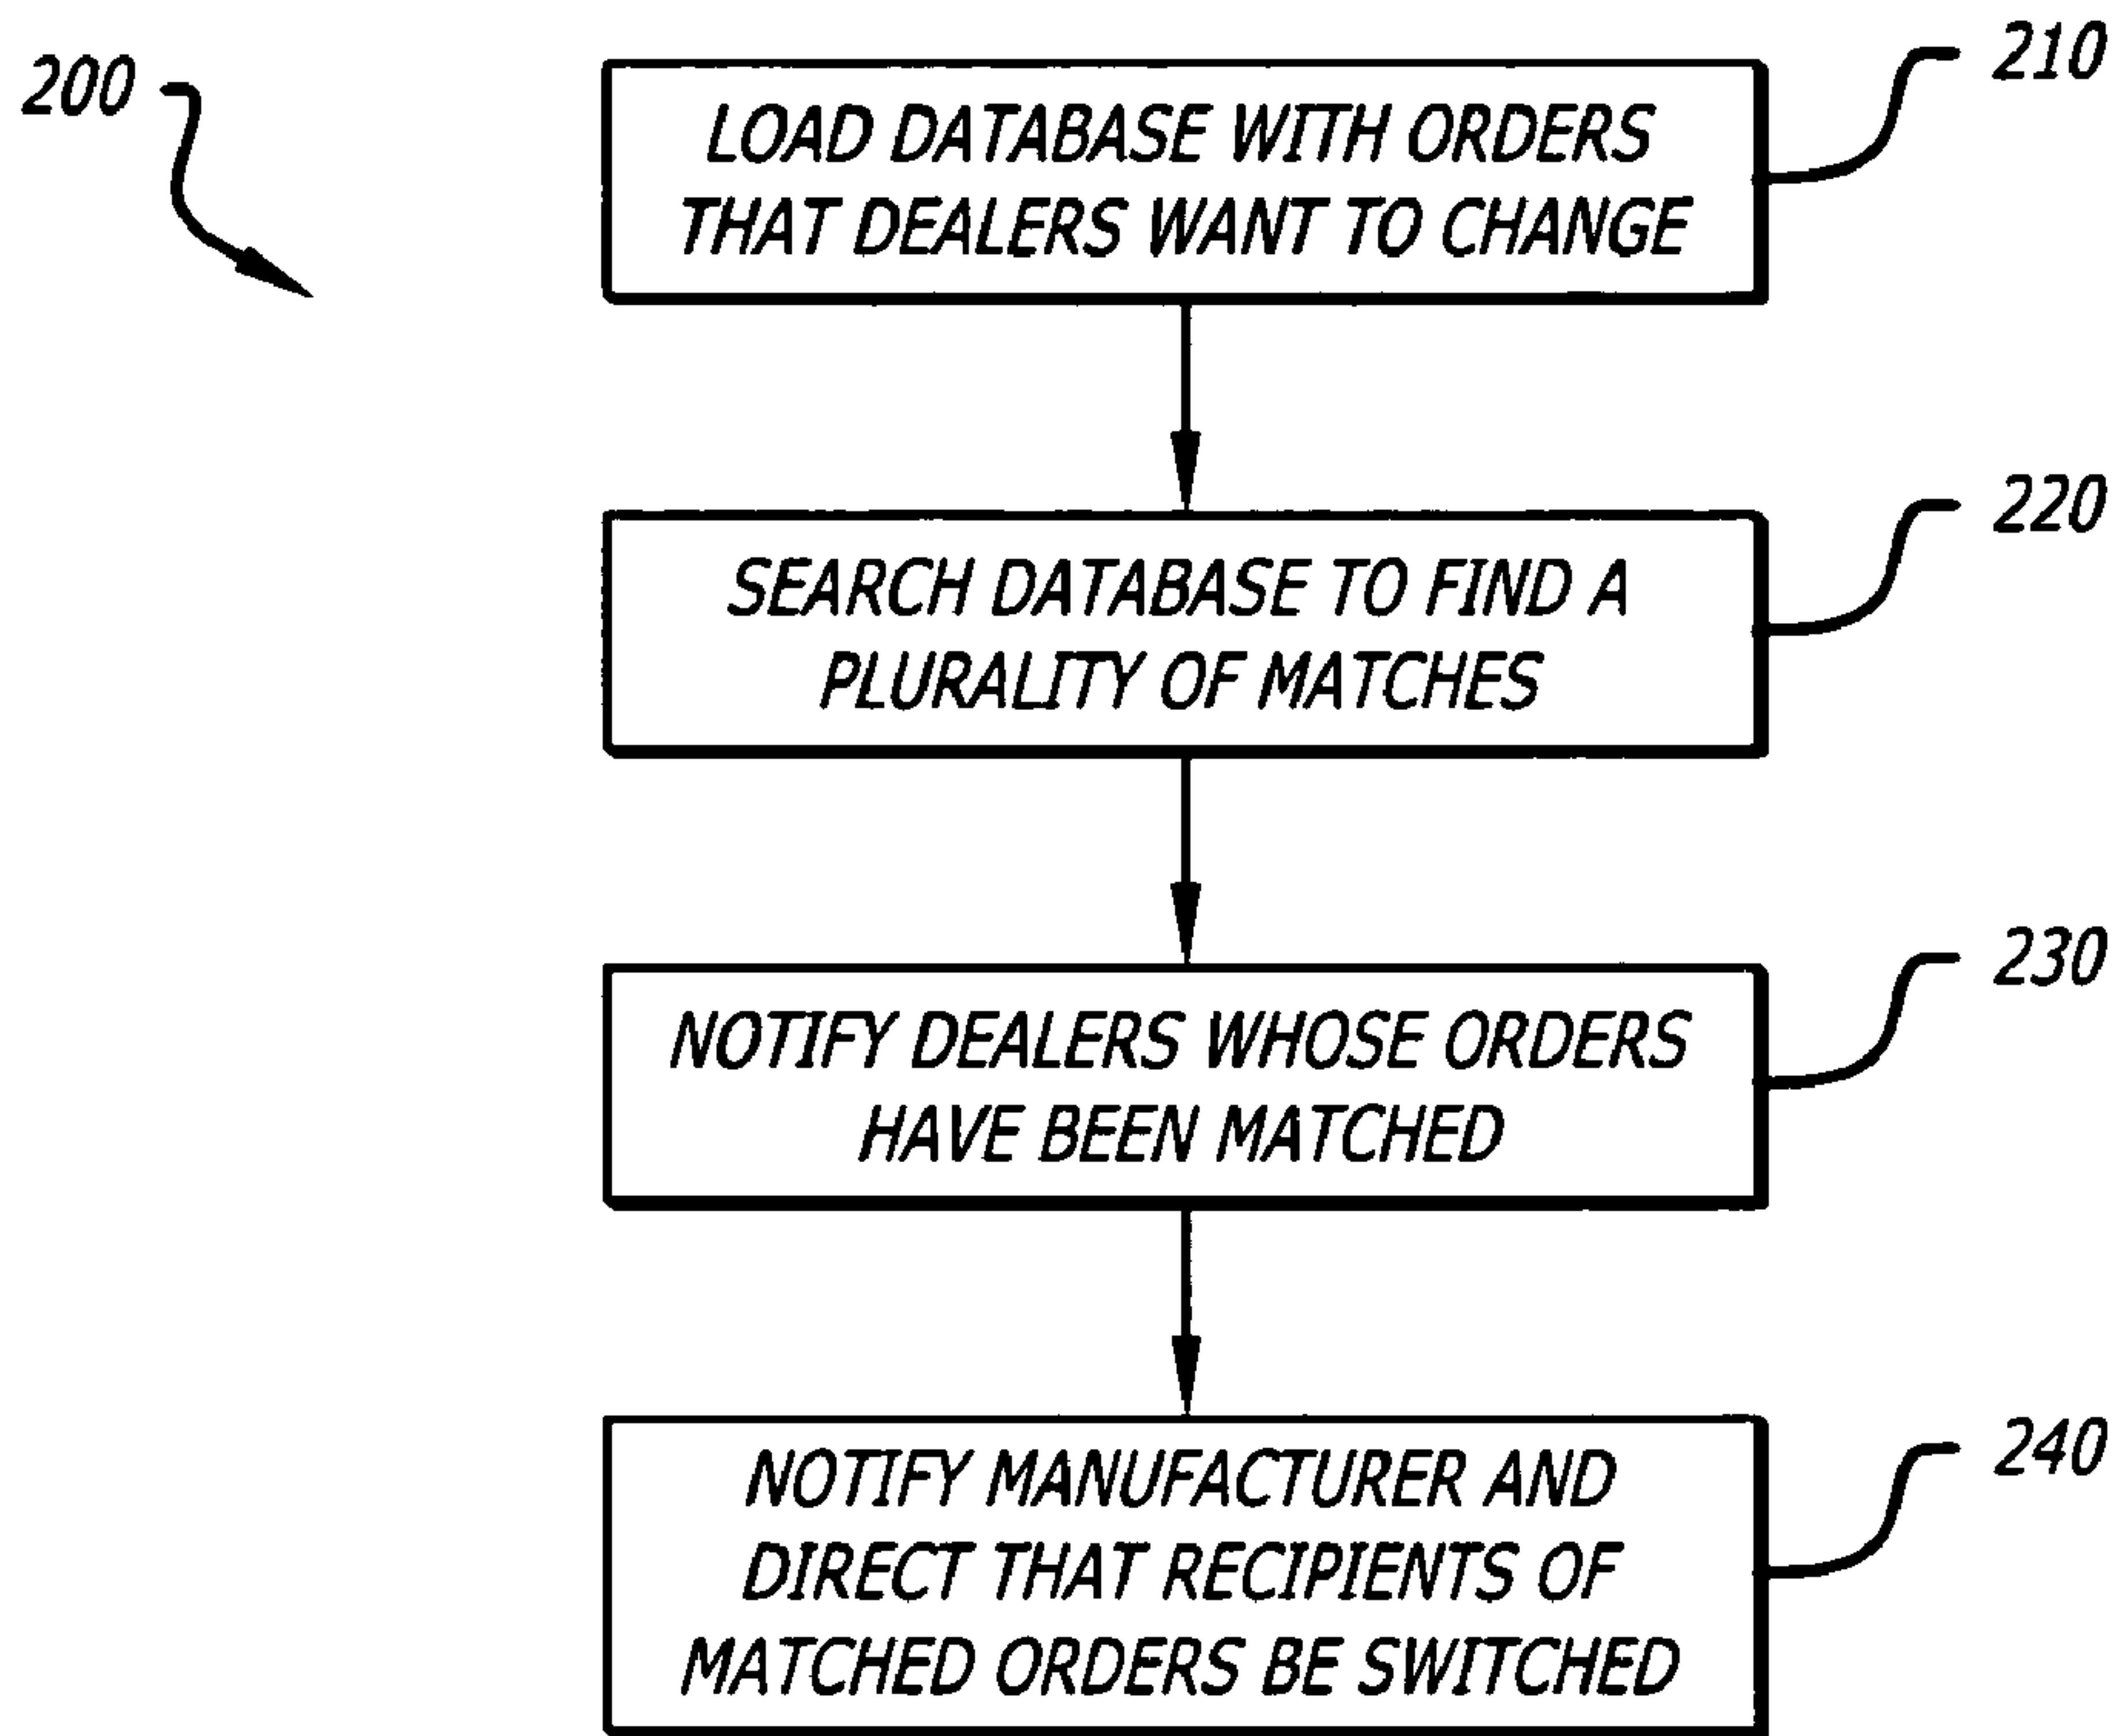 200
210
LOAD DATABASE WITH ORDERS
THAT DEALERS WANT TO CHANGE
220
SEARCH DATABASE TO FIND A
PLURALITY OF MATCHES
230
NOTIFY DEALERS WHOSE ORDERS
HAVE BEEN MATCHED
240
NOTIFY MANUFACTURER AND
DIRECT THAT RECIPIENTS OF
MATCHED ORDERS BE SWITCHED